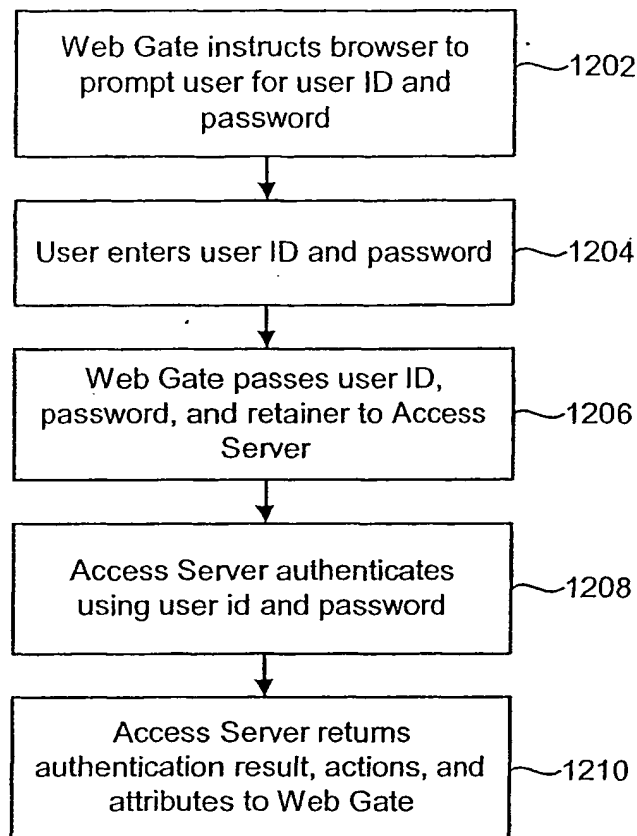 Web Gate instructs browser to
prompt user for user ID and
password
1202
User enters user ID and password
1204
Web Gate passes user ID,
password, and retainer to Access
Server
1206
Access Server authenticates
using user id and password
1208
Access Server returns
authentication result, actions, and
attributes to Web Gate
1210